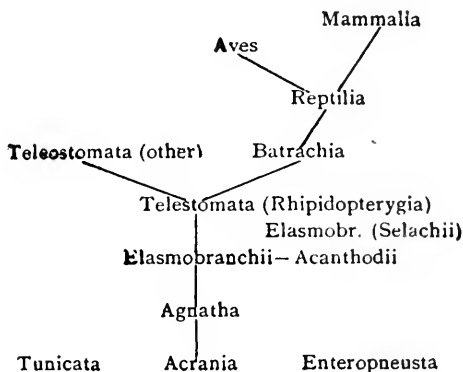 Mammalia
Aves
Reptilia
Teleostomata (other) Batrachia
Telestomata (Rhipidopterygia)
Elasmobr. (Selachii)
Elasmobranchii—Acanthodii
Agnatha
Tunicata Acrania Enteropneusta